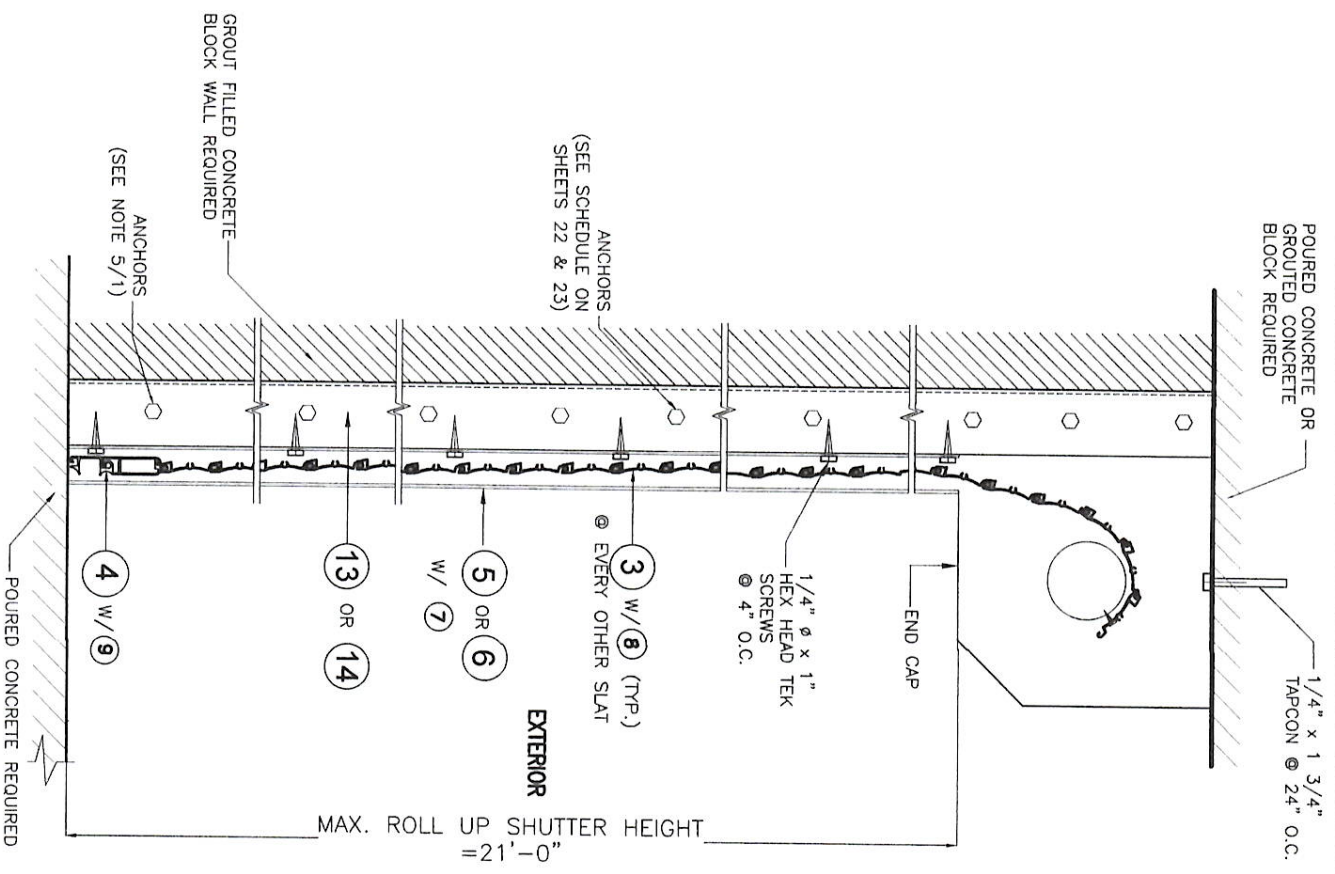 POURED CONCRETE OR
GROUTED CONCRETE
BLOCK REQUIRED
1/4" x 1 3/4"
TAPCON @ 24" O.C.
END CAP
1/4" ø x 1"
HEX HEAD TEK
SCREWS
@ 4" O.C.
ANCHORS
(SEE SCHEDULE ON
SHEETS 22 & 23)
3 W/ 8 (TYP.)
@ EVERY OTHER SLAT
5 OR 6
W/ 7
EXTERIOR
GROUT FILLED CONCRETE
BLOCK WALL REQUIRED
13 OR 14
ANCHORS
(SEE NOTE 5/1)
4 W/ 9
MAX. ROLL UP SHUTTER HEIGHT
=21'-0"
POURED CONCRETE REQUIRED